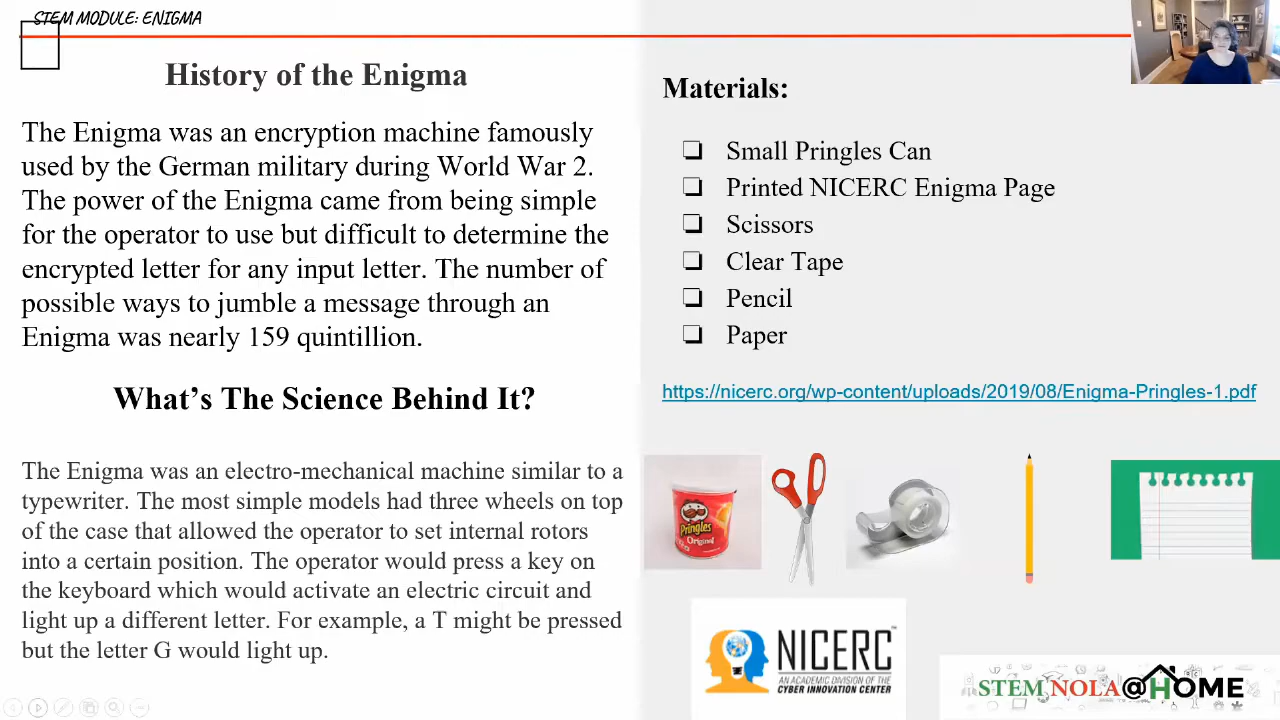 STEM MODULE: ENIGMA
History of the Enigma
The Enigma was an encryption machine famously
used by the German military during World War 2.
The power of the Enigma came from being simple
for the operator to use but difficult to determine the
encrypted letter for any input letter. The number of
possible ways to jumble a message through an
Enigma was nearly 159 quintillion.
What's The Science Behind It?
The Enigma was an electro-mechanical machine similar to a
typewriter. The most simple models had three wheels on top
of the case that allowed the operator to set internal rotors
into a certain position. The operator would press a key on
the keyboard which would activate an electric circuit and
light up a different letter. For example, a T might be pressed
but the letter G would light up.
Materials:
Small Pringles Can
Printed NICERC Enigma Page
Scissors
Clear Tape
Pencil
Paper
https://nicerc.org/wp-content/uploads/2019/08/Enigma-Pringles-1.pdf
Pringles
Original
NICERC™
AN ACADEMIC DIVISION OF THE
CYBER INNOVATION CENTER
STEM NOLA@HOME